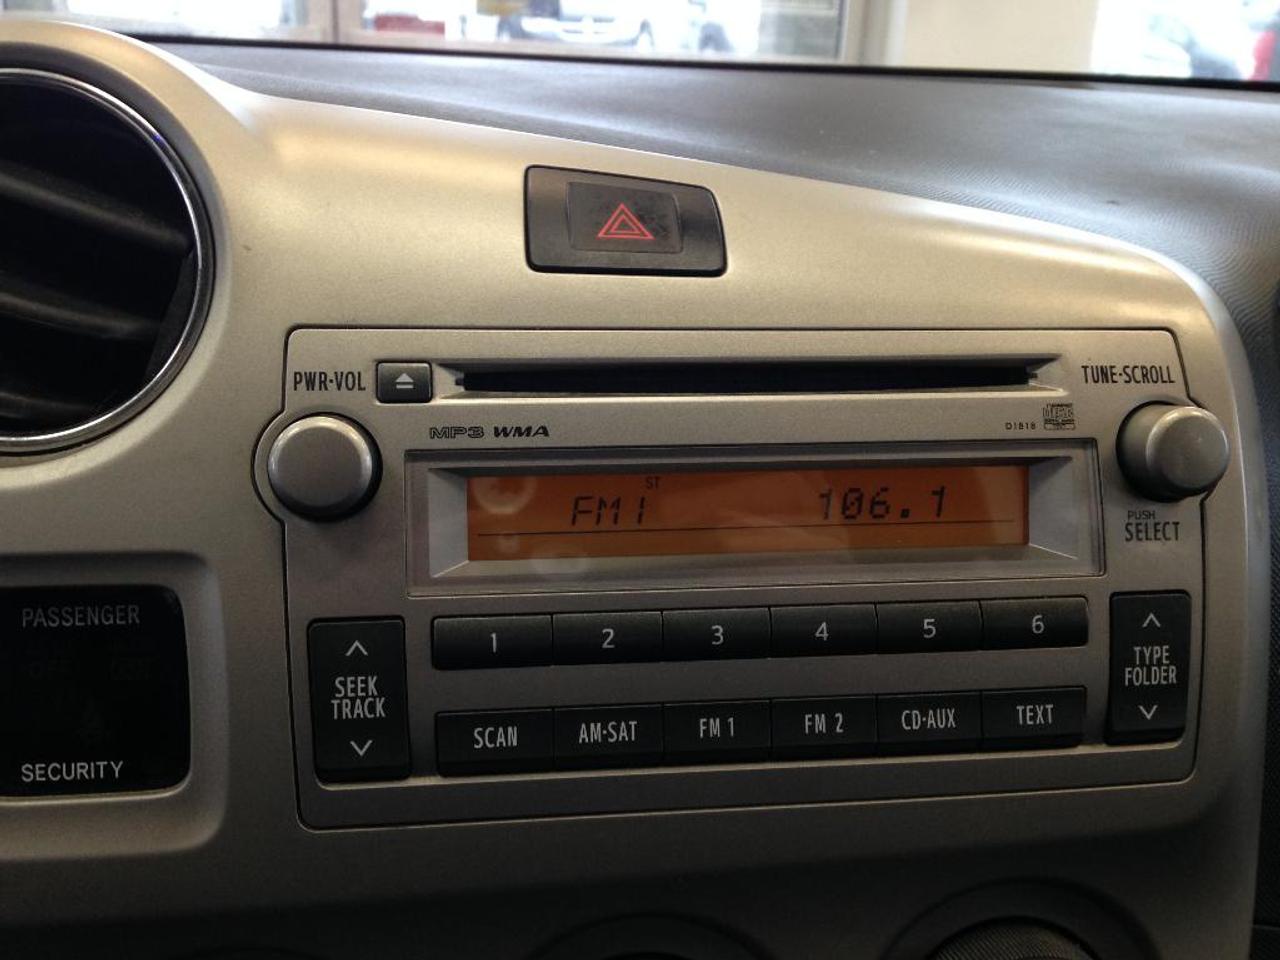 PWR·VOL
TUNE·SCROLL
MP3 WMA
D1818
ST
FM1 106.1
PUSH
SELECT
PASSENGER
1 2 3 4 5 6
SEEK
TRACK
TYPE
FOLDER
SCAN AM·SAT FM 1 FM 2 CD·AUX TEXT
SECURITY